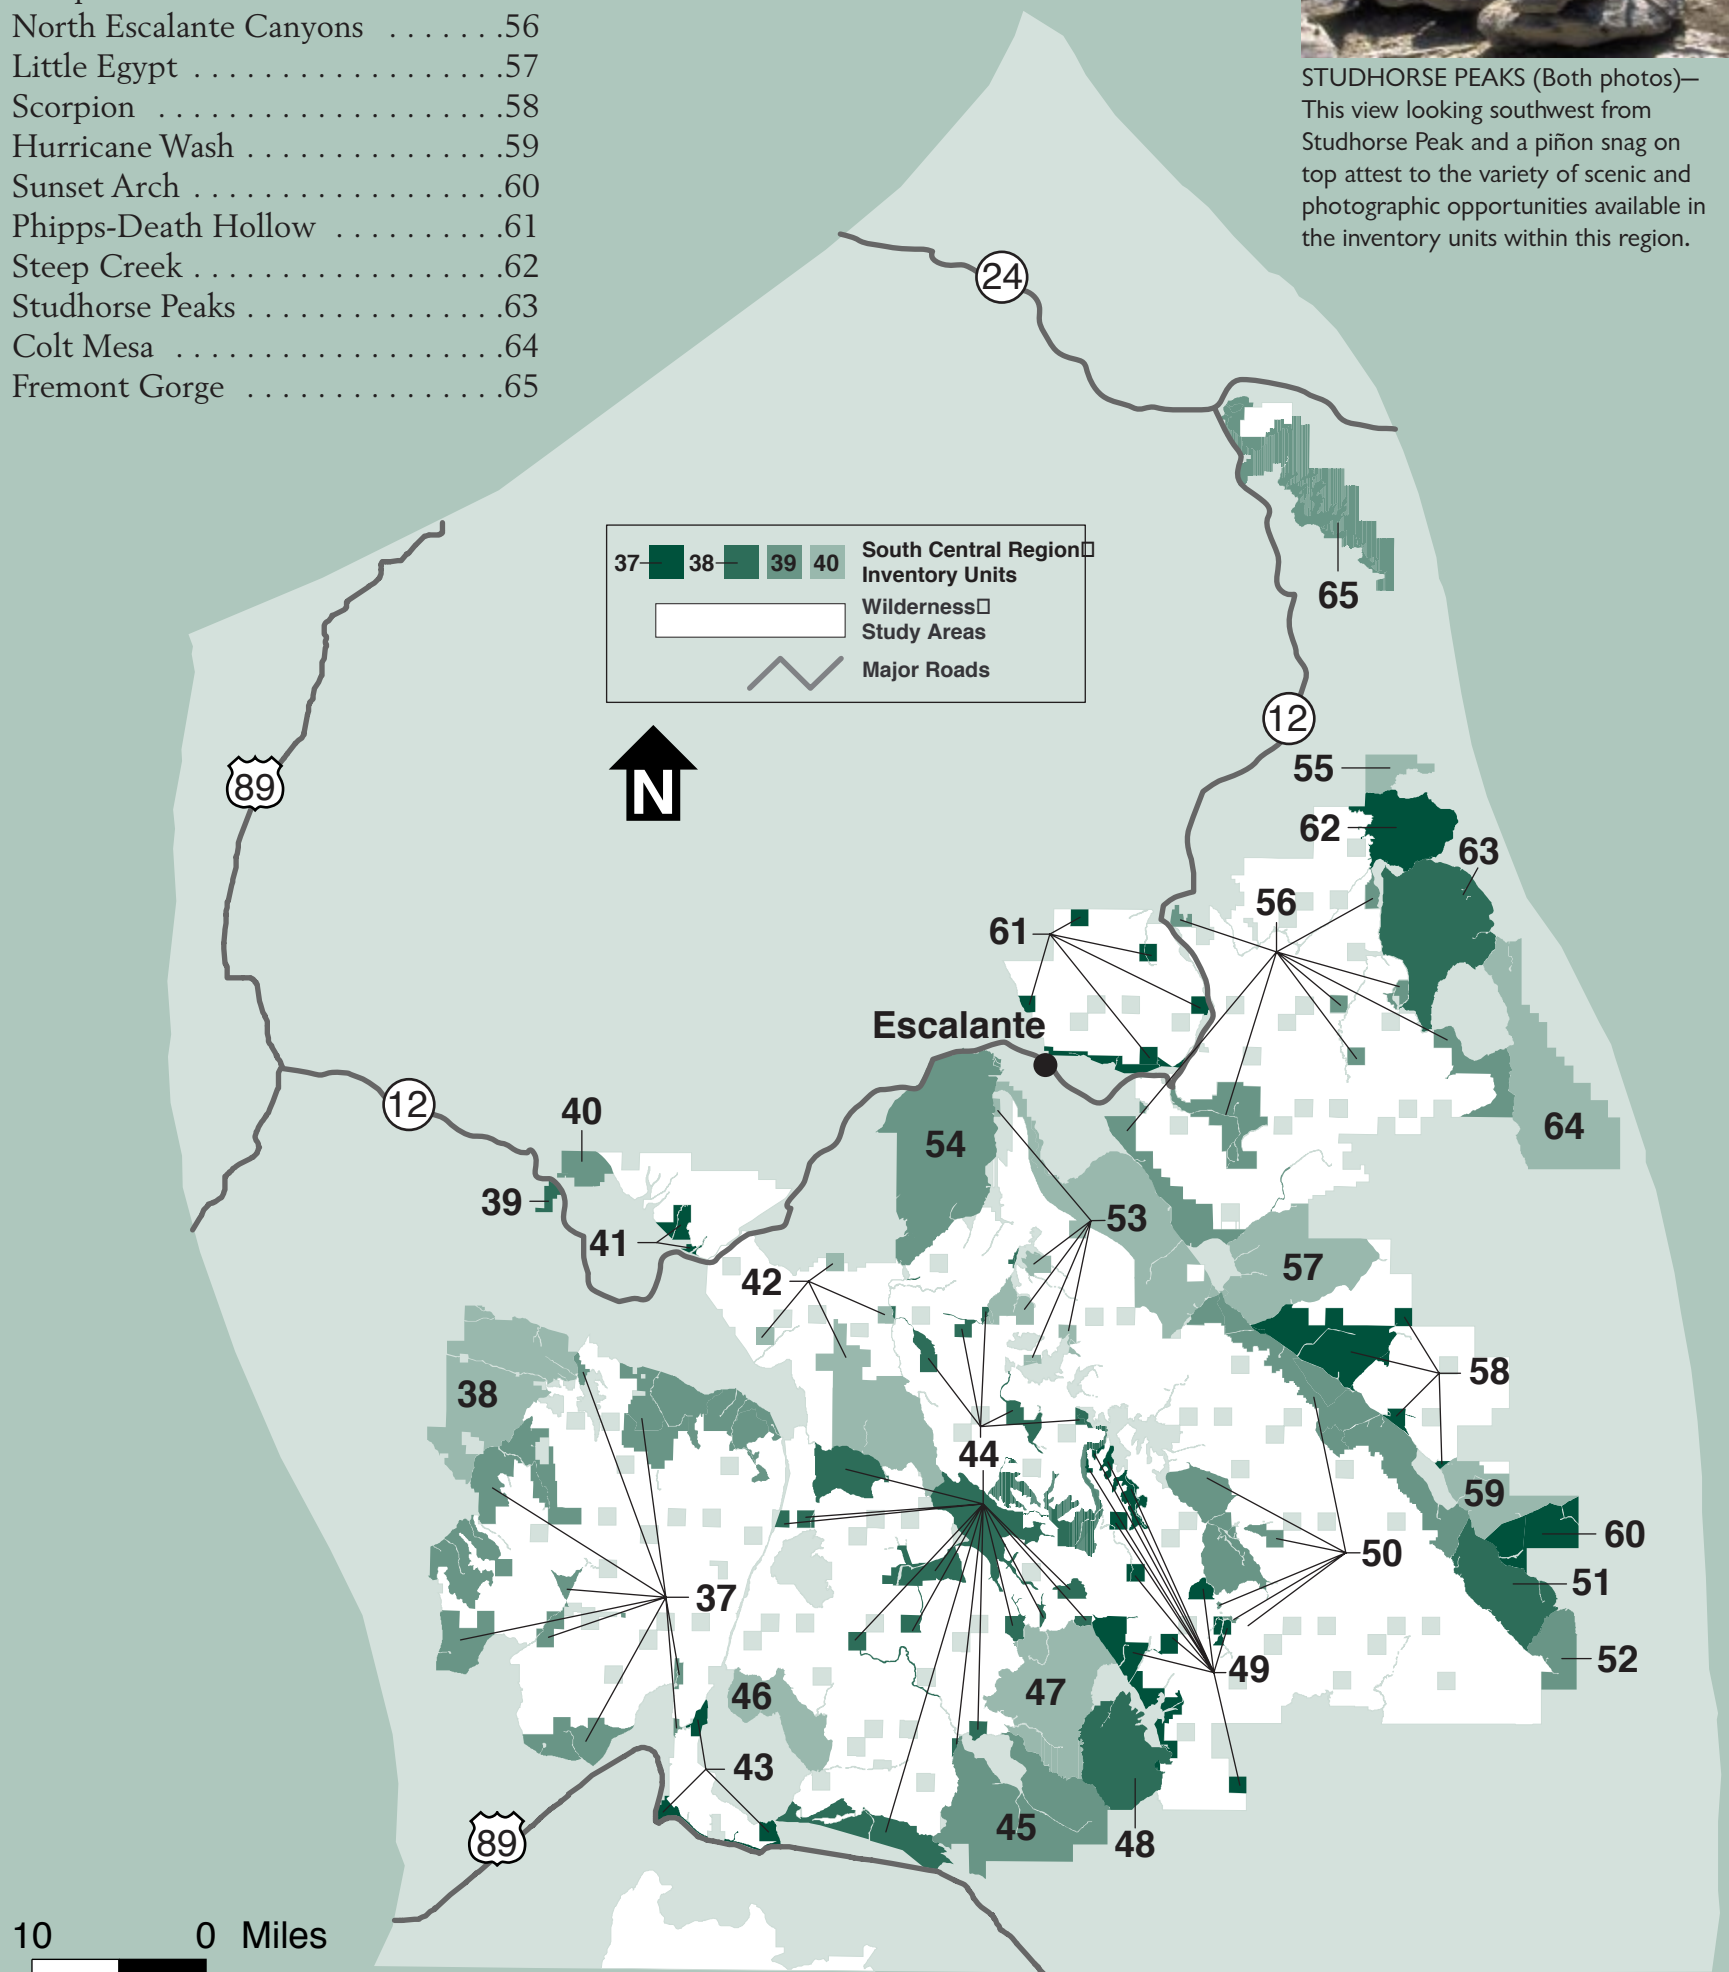 North Escalante Canyons . . . . . . .56
Little Egypt . . . . . . . . . . . . . . . . . .57
Scorpion . . . . . . . . . . . . . . . . . . . .58
Hurricane Wash . . . . . . . . . . . . . . .59
Sunset Arch . . . . . . . . . . . . . . . . . .60
Phipps-Death Hollow . . . . . . . . . .61
Steep Creek . . . . . . . . . . . . . . . . . .62
Studhorse Peaks . . . . . . . . . . . . . . .63
Colt Mesa . . . . . . . . . . . . . . . . . . .64
Fremont Gorge . . . . . . . . . . . . . . .65
STUDHORSE PEAKS (Both photos)—
This view looking southwest from
Studhorse Peak and a piñon snag on
top attest to the variety of scenic and
photographic opportunities available in
the inventory units within this region.
24
37 38 39 40 South Central Region
Inventory Units
Wilderness
Study Areas
Major Roads
65
N
12
89
55
62
63
56
61
Escalante
12
40
54
64
39
53
41
57
42
58
38
44
59
60
50
51
37
49
52
47
46
43
45
48
89
10 0 Miles